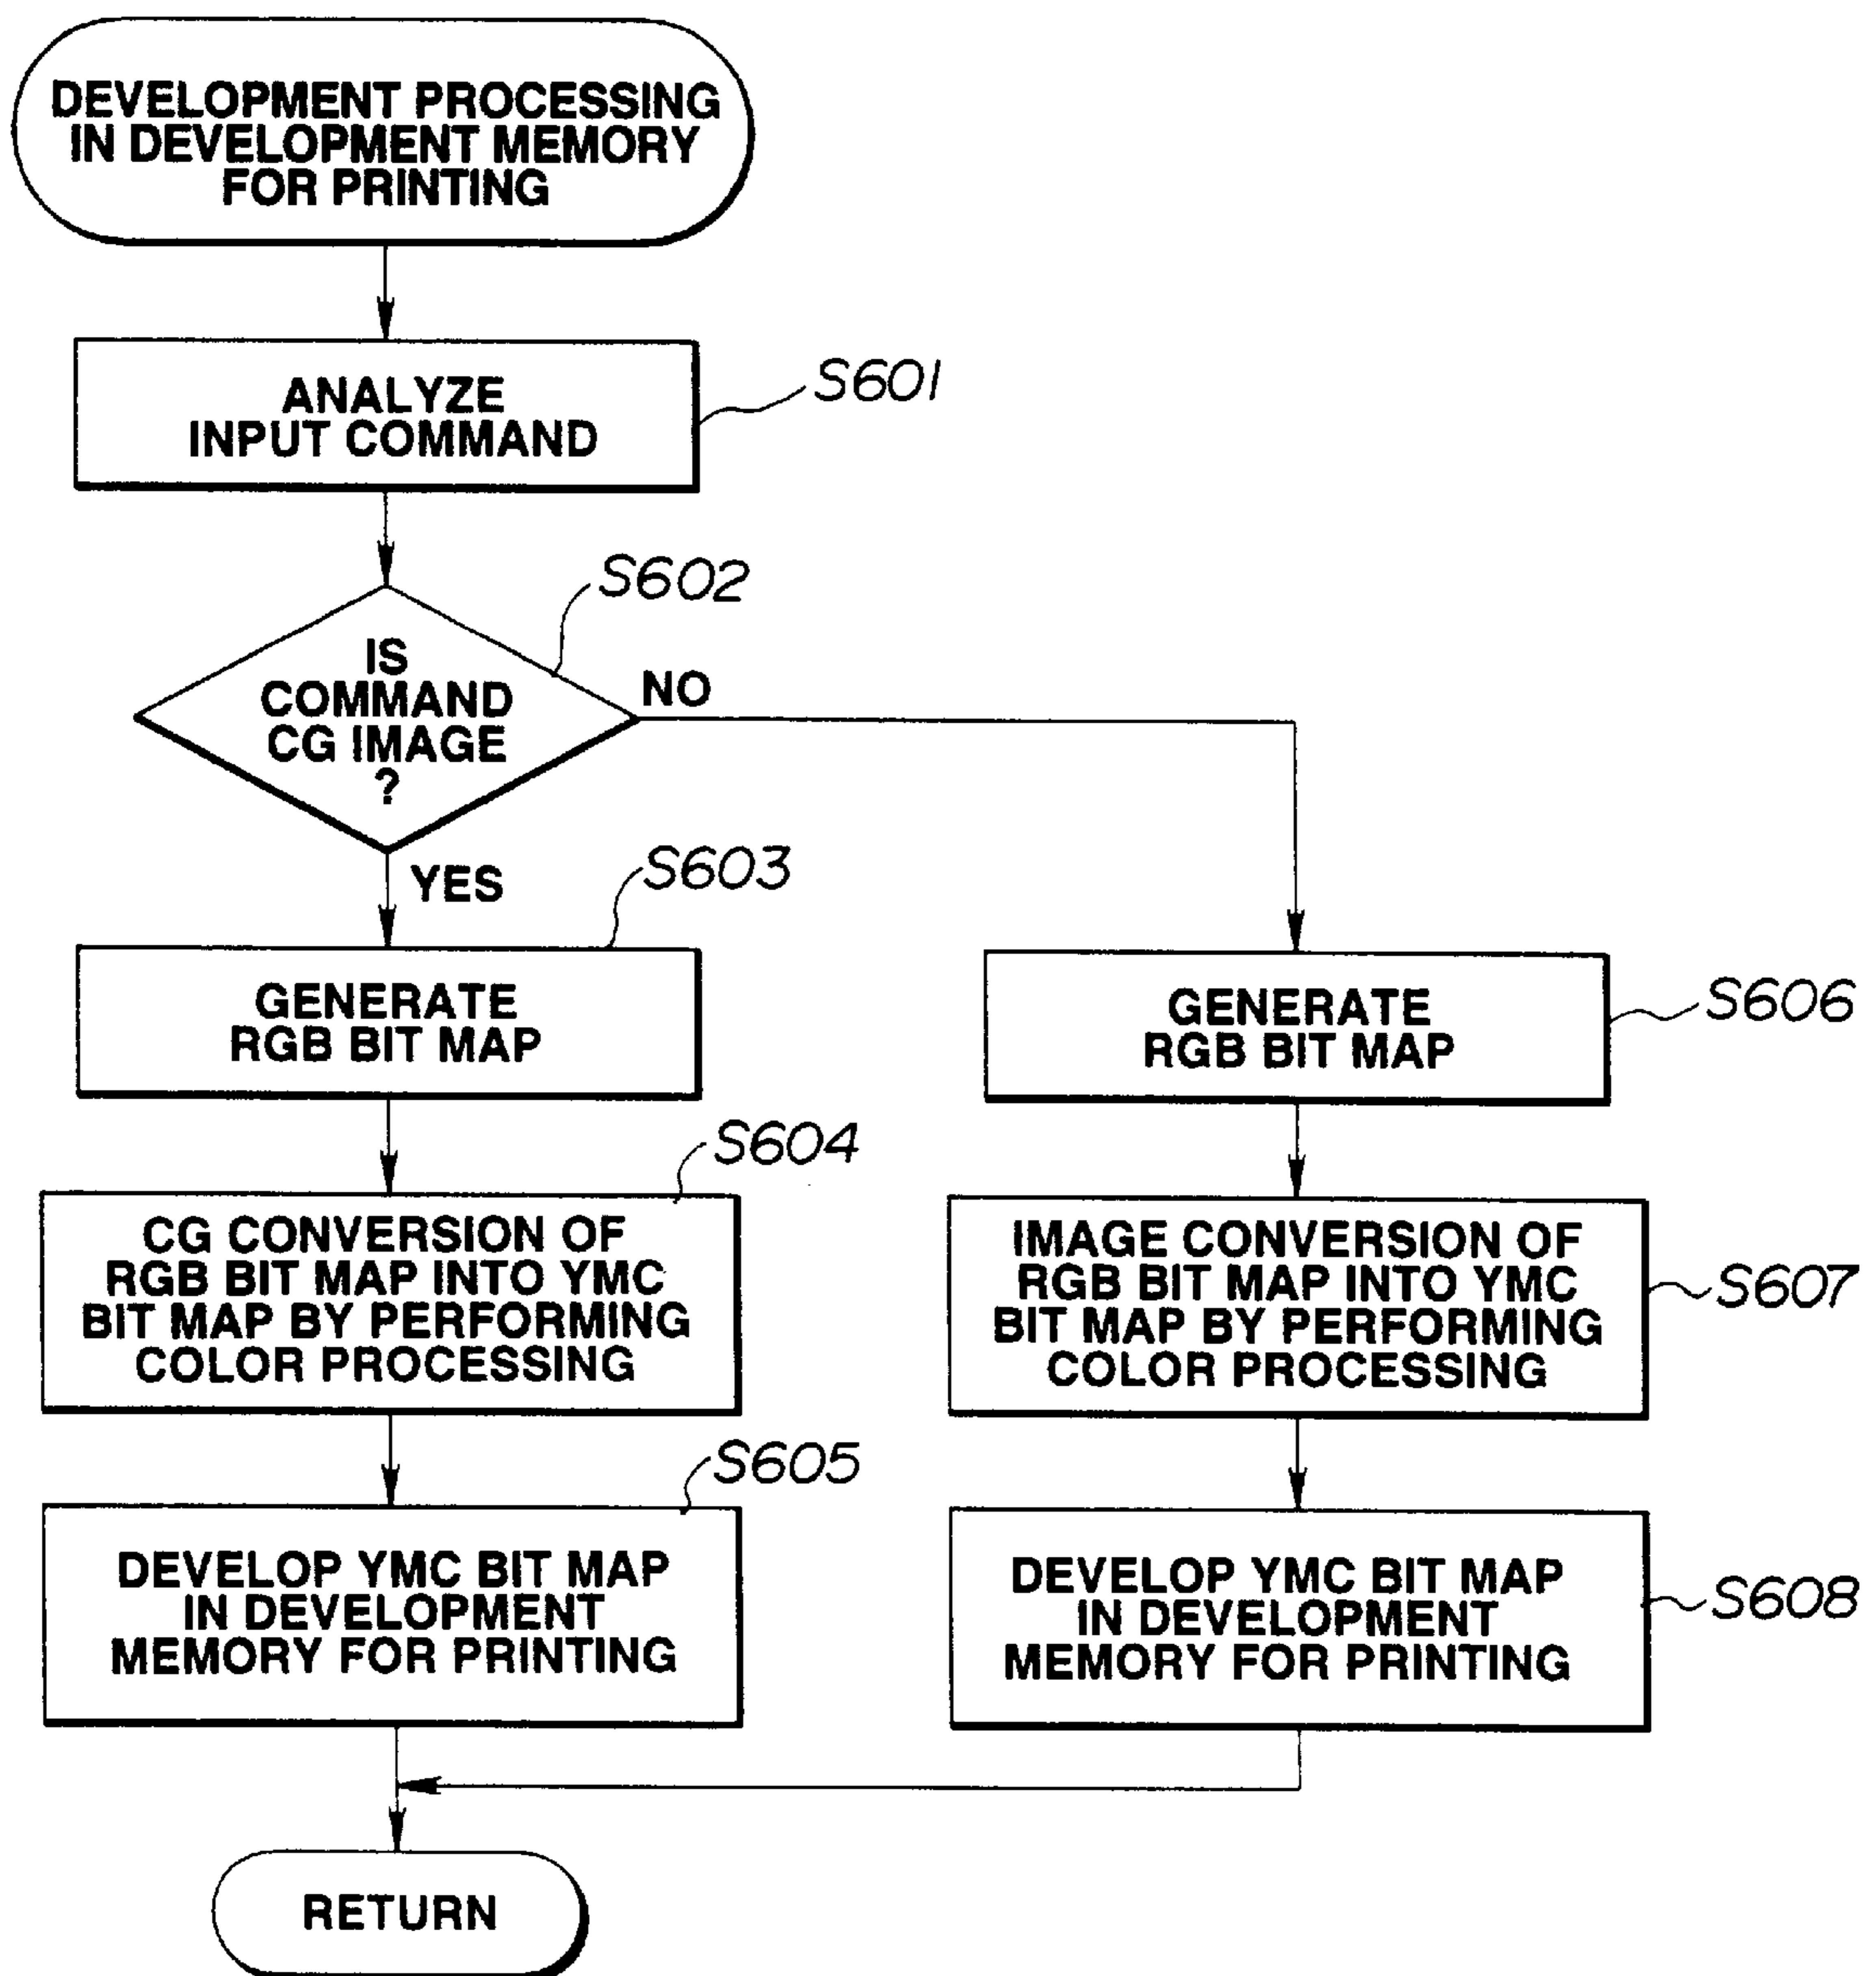 DEVELOPMENT PROCESSING
IN DEVELOPMENT MEMORY
FOR PRINTING
ANALYZE
INPUT COMMAND
S601
S602
IS
COMMAND
CG IMAGE
?
NO
YES
S603
GENERATE
RGB BIT MAP
GENERATE
RGB BIT MAP
S606
S604
CG CONVERSION OF
RGB BIT MAP INTO YMC
BIT MAP BY PERFORMING
COLOR PROCESSING
IMAGE CONVERSION OF
RGB BIT MAP INTO YMC
BIT MAP BY PERFORMING
COLOR PROCESSING
S607
S605
DEVELOP YMC BIT MAP
IN DEVELOPMENT
MEMORY FOR PRINTING
DEVELOP YMC BIT MAP
IN DEVELOPMENT
MEMORY FOR PRINTING
S608
RETURN